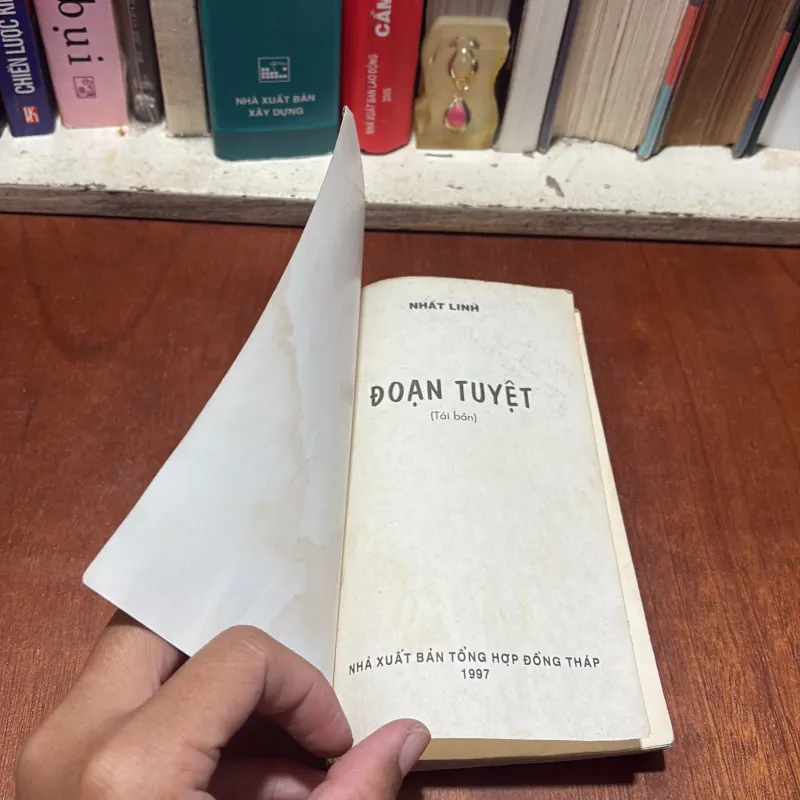 CHIẾN LƯỢC
bụi
NHÀ XUẤT BẢN
XÂY DỰNG
NHÀ XUẤT BẢN LAO ĐỘNG
NHẤT LINH
ĐOẠN TUYỆT
(Tái bản)
NHÀ XUẤT BẢN TỔNG HỢP ĐỒNG THÁP
1997